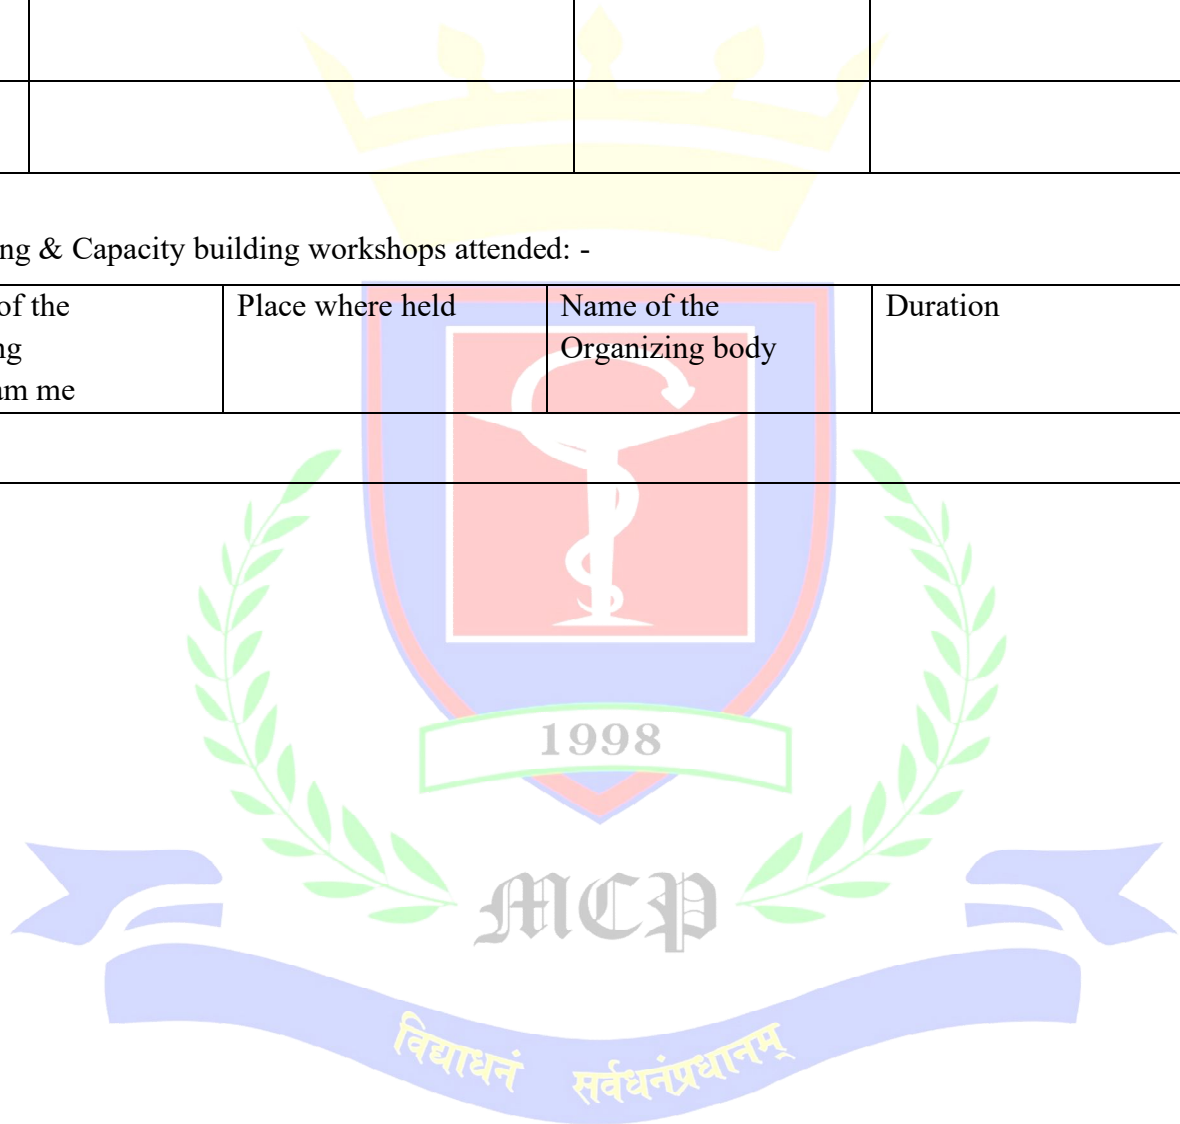 ng & Capacity building workshops attended: -
of the
ng
am me
Place where held
Name of the
Organizing body
Duration
1998
MCP
विद्याधनं सर्वधनंप्रधानम्